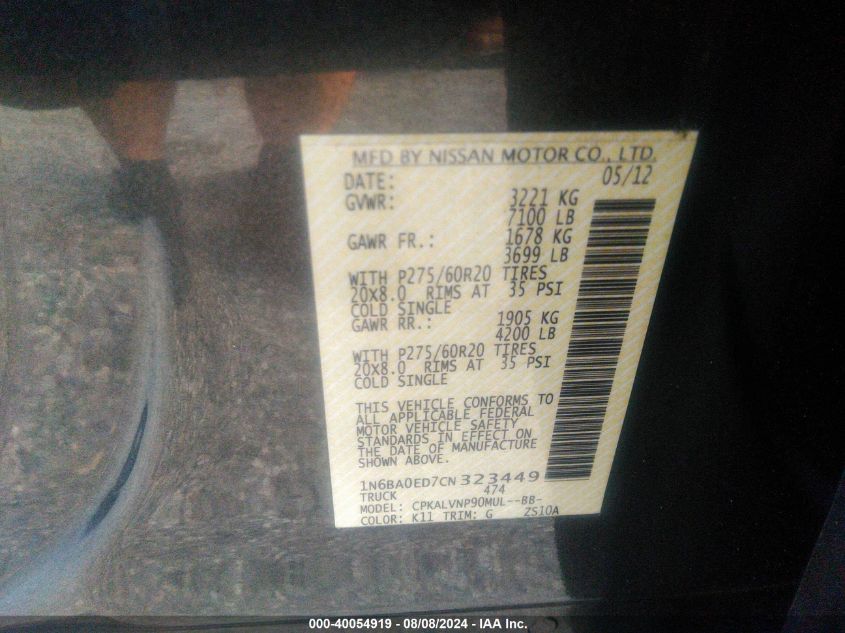 MFD BY NISSAN MOTOR CO., LTD.
DATE: 05/12
GVWR: 3221 KG
7100 LB
GAWR FR.: 1678 KG
3699 LB
WITH P275/60R20 TIRES
20X8.0 RIMS AT 35 PSI
COLD SINGLE
GAWR RR.: 1905 KG
4200 LB
WITH P275/60R20 TIRES
20X8.0 RIMS AT 35 PSI
COLD SINGLE
THIS VEHICLE CONFORMS TO
ALL APPLICABLE FEDERAL
MOTOR VEHICLE SAFETY
STANDARDS IN EFFECT ON
THE DATE OF MANUFACTURE
SHOWN ABOVE.
1N6BA0ED7CN 323449
TRUCK 474
MODEL: CPKALVNP90MUL--BB-
COLOR: K11 TRIM: G ZS10A
000-40054919 - 08/08/2024 - IAA Inc.